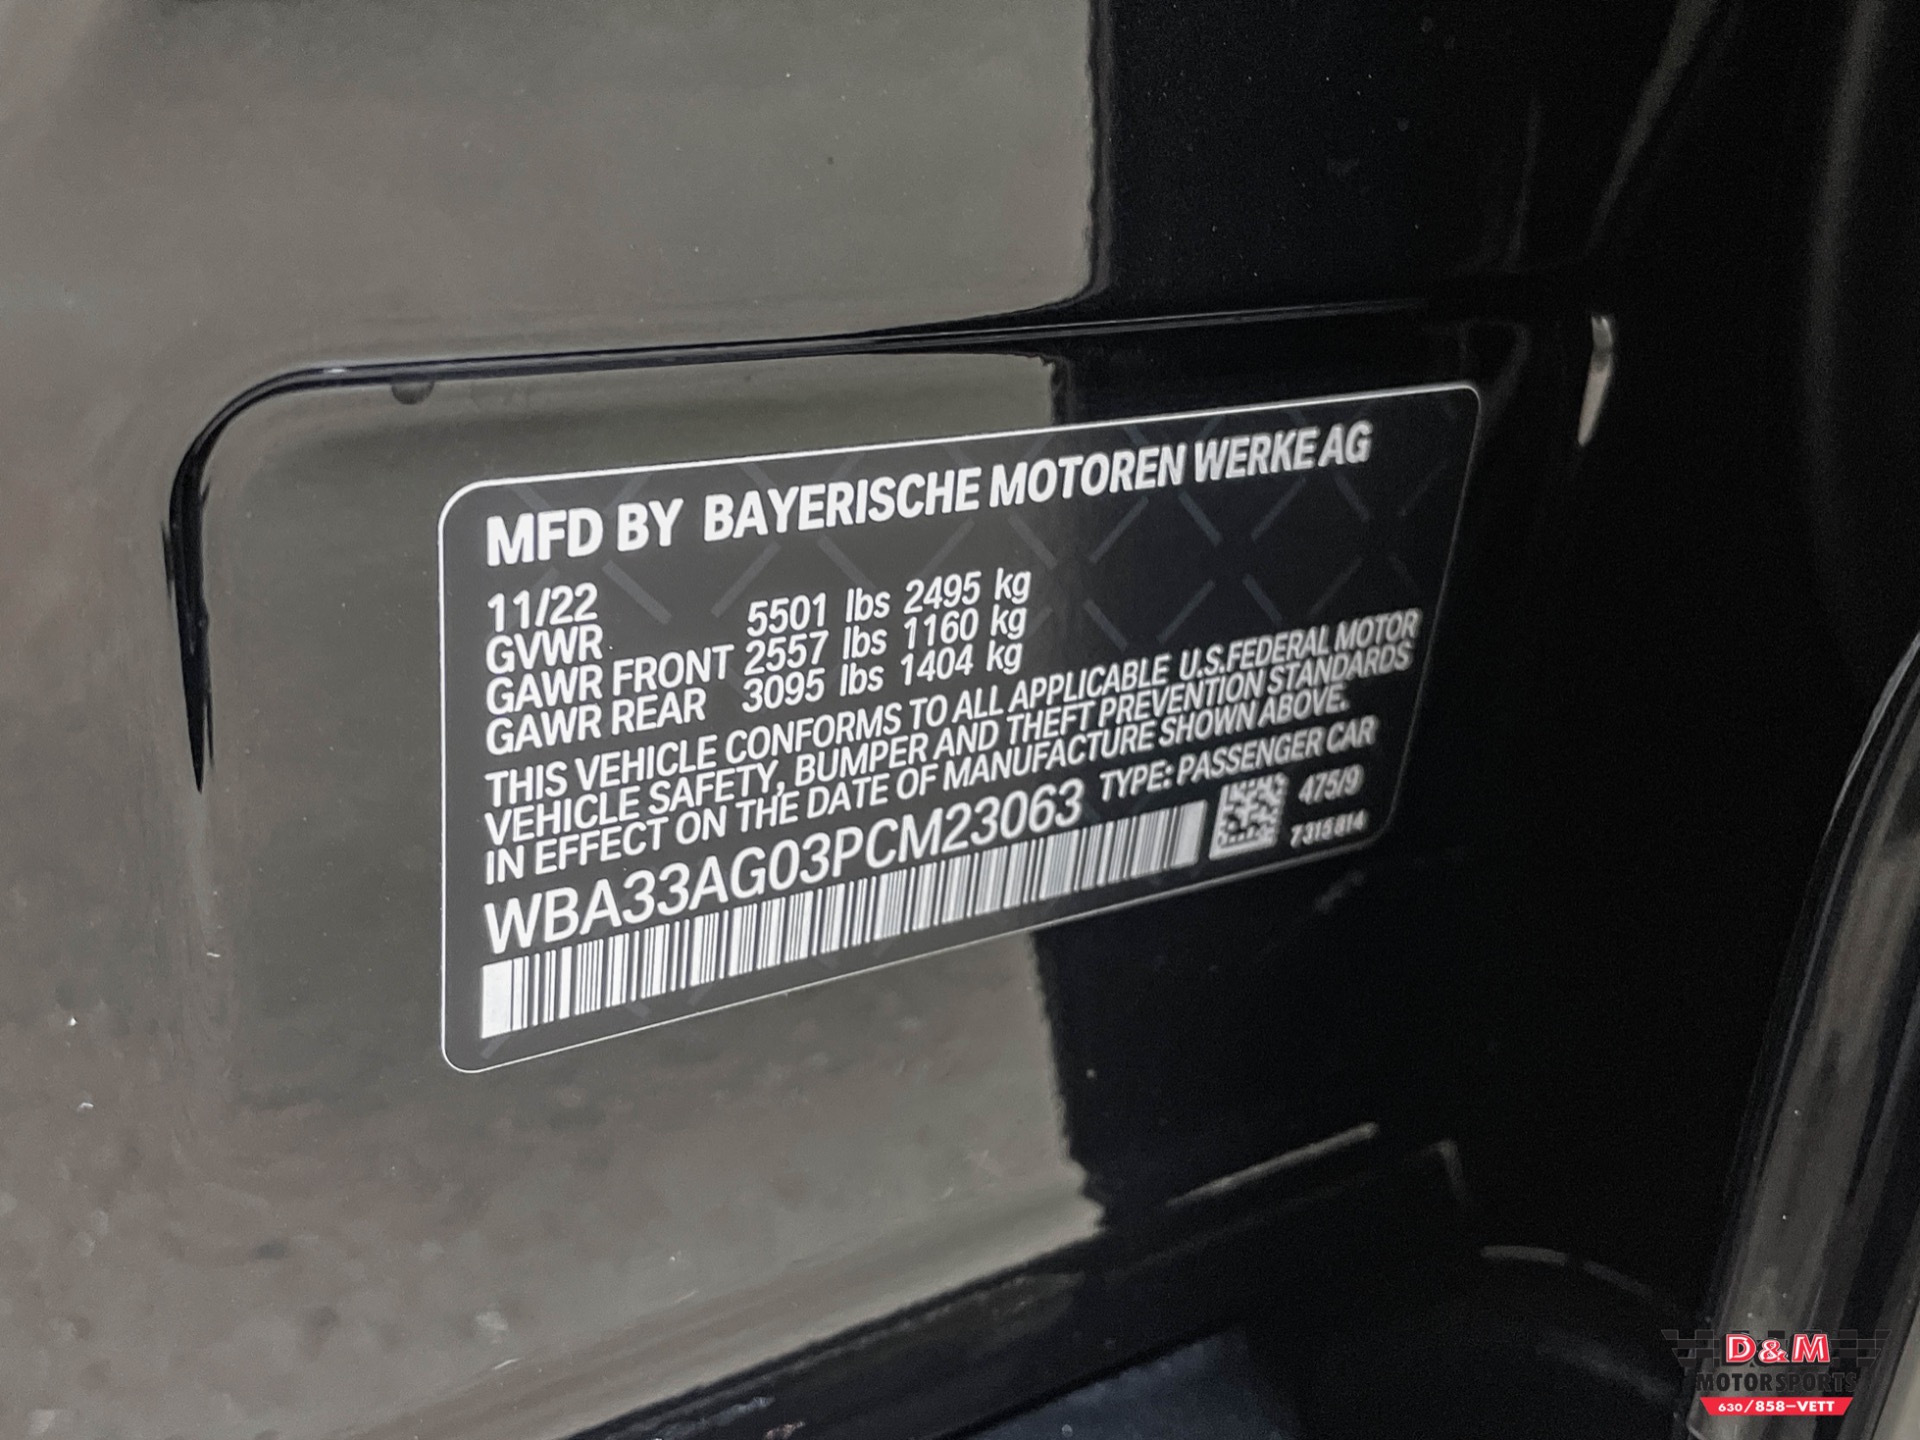 MFD BY BAYERISCHE MOTOREN WERKE AG
11/22
GVWR 5501 lbs 2495 kg
GAWR FRONT 2557 lbs 1160 kg
GAWR REAR 3095 lbs 1404 kg
THIS VEHICLE CONFORMS TO ALL APPLICABLE U.S.FEDERAL MOTOR
VEHICLE SAFETY, BUMPER AND THEFT PREVENTION STANDARDS
IN EFFECT ON THE DATE OF MANUFACTURE SHOWN ABOVE.
WBA33AG03PCM23063 TYPE: PASSENGER CAR
475/9
7315814
D&M
MOTORSPORTS
630/858-VETT